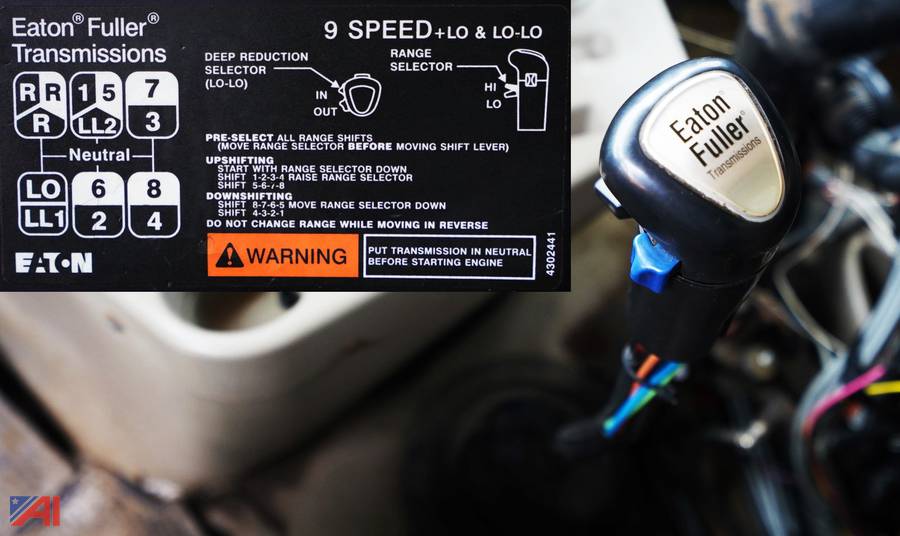 Eaton® Fuller®
Transmissions
9 SPEED +LO & LO-LO
DEEP REDUCTION
SELECTOR
(LO-LO)
IN
OUT
RANGE
SELECTOR
HI
LO
R R
R
1 5
LL2
7
3
Neutral
LO
LL1
6
2
8
4
PRE-SELECT ALL RANGE SHIFTS
(MOVE RANGE SELECTOR BEFORE MOVING SHIFT LEVER)
UPSHIFTING
START WITH RANGE SELECTOR DOWN
SHIFT 1-2-3-4 RAISE RANGE SELECTOR
SHIFT 5-6-7-8
DOWNSHIFTING
SHIFT 8-7-6-5 MOVE RANGE SELECTOR DOWN
SHIFT 4-3-2-1
DO NOT CHANGE RANGE WHILE MOVING IN REVERSE
EATON
WARNING
PUT TRANSMISSION IN NEUTRAL
BEFORE STARTING ENGINE
4302441
Eaton®
Fuller®
Transmissions
AI